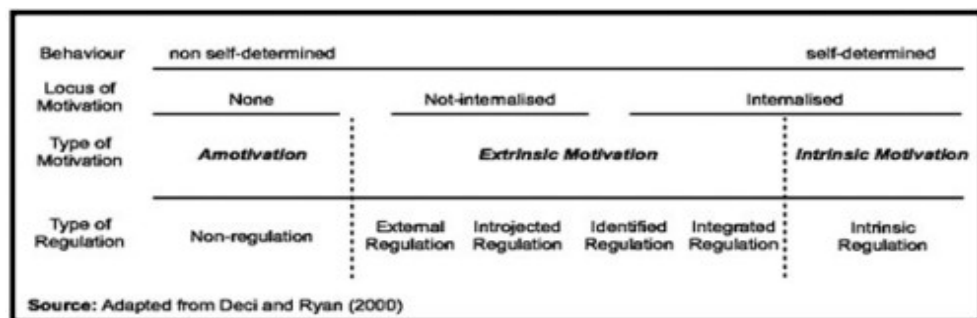 Behaviour non self-determined self-determined
Locus of
Motivation None Not-internalised Internalised
Type of
Motivation Amotivation Extrinsic Motivation Intrinsic Motivation
Type of
Regulation Non-regulation External
Regulation Introjected
Regulation Identified
Regulation Integrated
Regulation Intrinsic
Regulation
Source: Adapted from Deci and Ryan (2000)